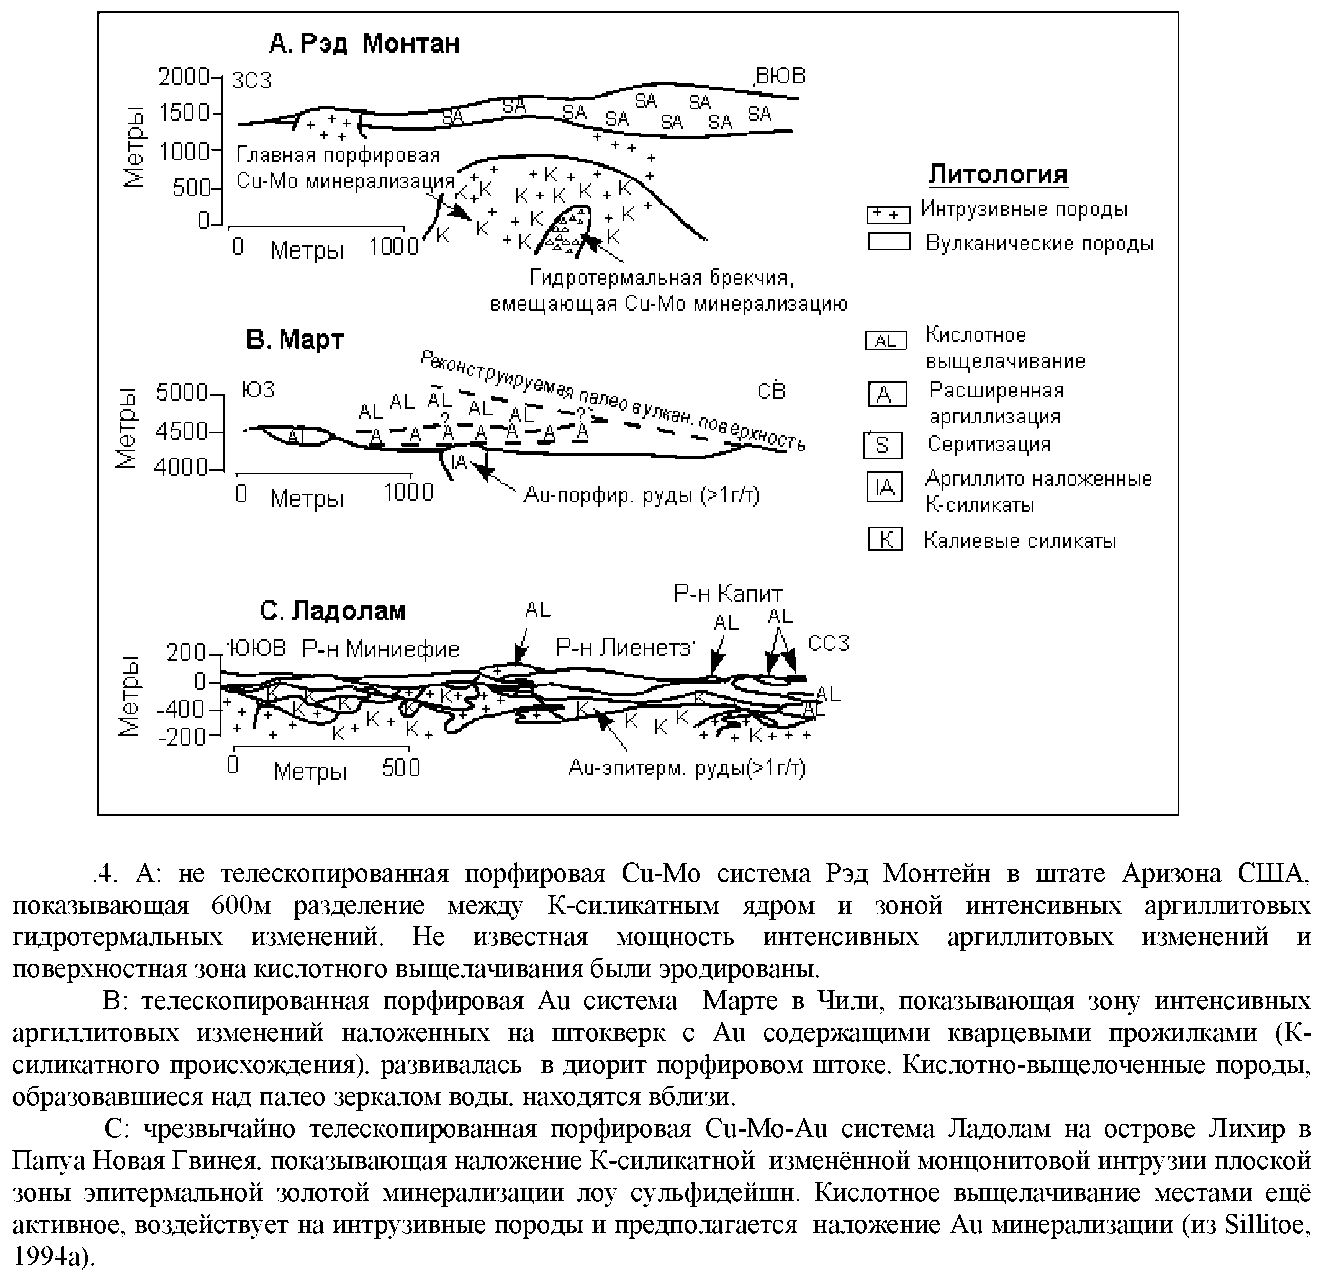 А. Рэд Монтан
2000
1500
1000
500
0
Метры
ЗСЗ
ВЮВ
SA SA SA SA SA SA SA SA SA
Главная порфировая
Cu-Mo минерализация
K K K K K K K K K K K K
0 Метры 1000
Гидротермальная брекчия,
вмещающая Cu-Mo минерализацию
Литология
Интрузивные породы
Вулканические породы
AL Кислотное
выщелачивание
A Расширенная
аргиллизация
S Серитизация
IA Аргиллито наложенные
К-силикаты
K Калиевые силикаты
В. Март
5000
4500
4000
Метры
ЮЗ
СВ
Реконструируемая палео вулкан. поверхность
AL AL AL AL AL
? ?
AL A A A A A A A
IA
0 Метры 1000
Au-порфир. руды (>1г/т)
С. Ладолам
Р-н Капит
AL AL AL
200
0
-400
-200
Метры
ЮЮВ Р-н Миниефие Р-н Лиенетз ССЗ
AL
AL
K K K K K K K K K K K K K K
0 Метры 500
Au-эпитерм. руды(>1г/т)
.4. А: не телескопированная порфировая Cu-Mo система Рэд Монтейн в штате Аризона США,
показывающая 600м разделение между К-силикатным ядром и зоной интенсивных аргиллитовых
гидротермальных изменений. Не известная мощность интенсивных аргиллитовых изменений и
поверхностная зона кислотного выщелачивания были эродированы.
В: телескопированная порфировая Au система Марте в Чили, показывающая зону интенсивных
аргиллитовых изменений наложенных на штокверк с Au содержащими кварцевыми прожилками (К-
силикатного происхождения). развивалась в диорит порфировом штоке. Кислотно-выщелоченные породы,
образовавшиеся над палео зеркалом воды. находятся вблизи.
С: чрезвычайно телескопированная порфировая Cu-Mo-Au система Ладолам на острове Лихир в
Папуа Новая Гвинея. показывающая наложение К-силикатной изменённой монцонитовой интрузии плоской
зоны эпитермальной золотой минерализации лоу сульфидейшн. Кислотное выщелачивание местами ещё
активное, воздействует на интрузивные породы и предполагается наложение Au минерализации (из Sillitoe,
1994а).